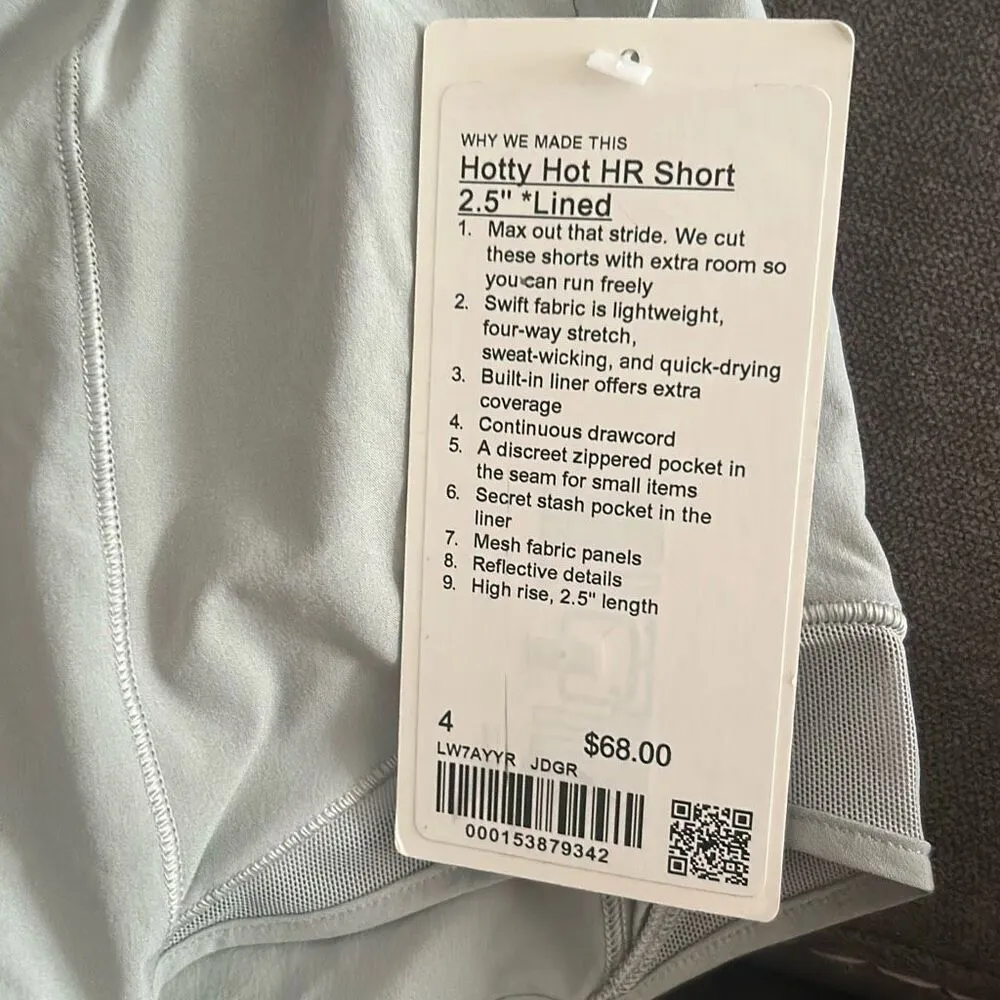 WHY WE MADE THIS
Hotty Hot HR Short
2.5" *Lined
1. Max out that stride. We cut
these shorts with extra room so
you can run freely
2. Swift fabric is lightweight,
four-way stretch,
sweat-wicking, and quick-drying
3. Built-in liner offers extra
coverage
4. Continuous drawcord
5. A discreet zippered pocket in
the seam for small items
6. Secret stash pocket in the
liner
7. Mesh fabric panels
8. Reflective details
9. High rise, 2.5" length
4
$68.00
LW7AYYR JDGR
000153879342